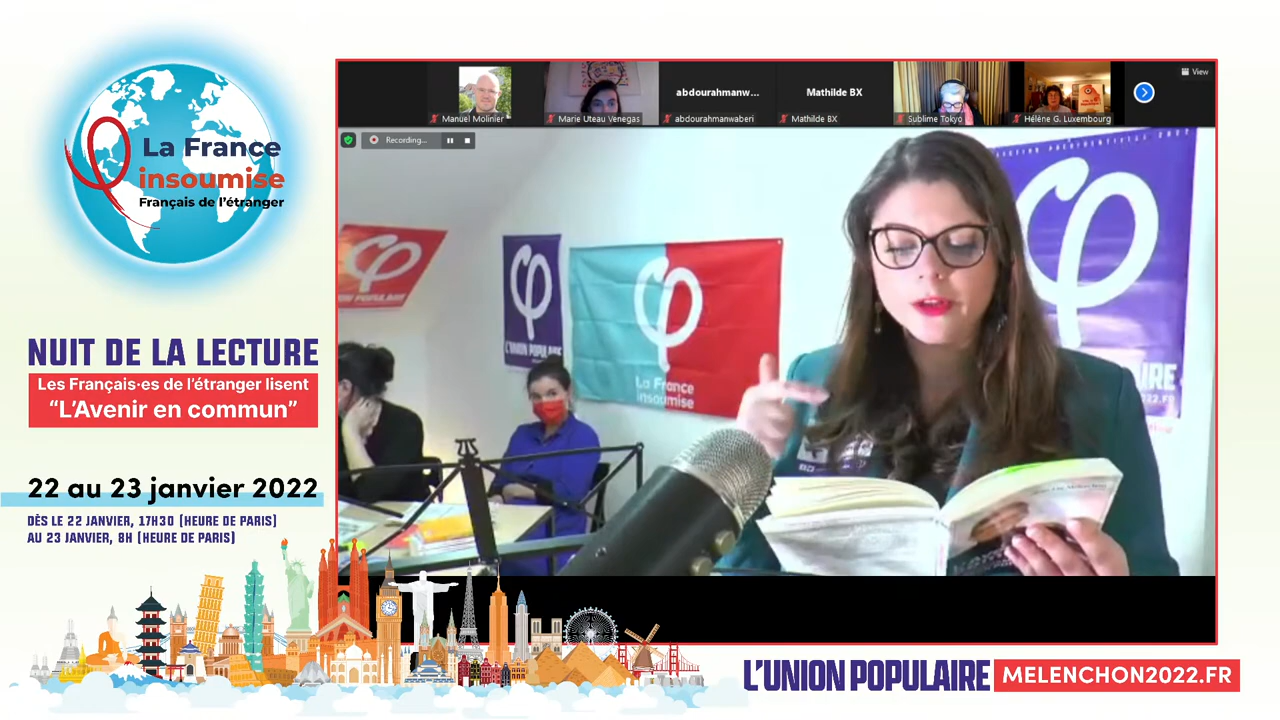 La France
insoumise
Français de l'étranger
NUIT DE LA LECTURE
Les Français·es de l'étranger lisent
“L'Avenir en commun”
22 au 23 janvier 2022
DÈS LE 22 JANVIER, 17H30 (HEURE DE PARIS)
AU 23 JANVIER, 8H (HEURE DE PARIS)
View
abdourahmanw...
Mathilde BX
Manuel Molinier
Marie Uteau Venegas
abdourahmanwaberi
Mathilde BX
Sublime Tokyo
Hélène G. Luxembourg
Recording...
UNION POPULAIRE
L'UNION POPULAIRE
La France
insoumise
L'UNION POPULAIRE
MELENCHON2022.FR